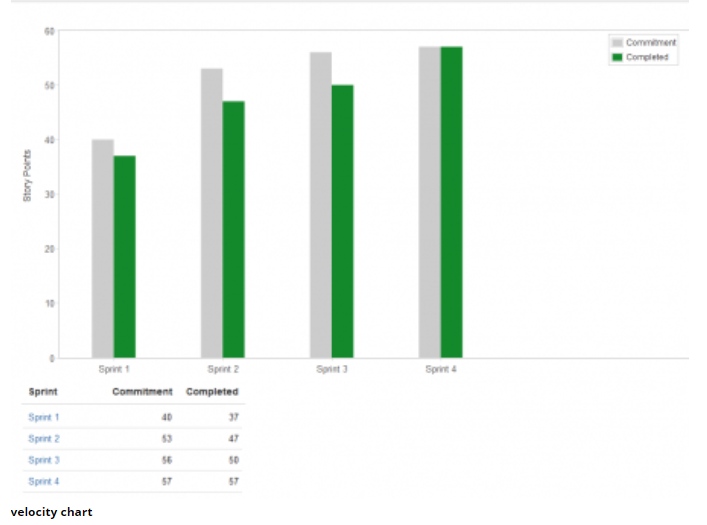 60
Commitment
Completed
50
40
Story Points
30
20
10
0
Sprint 1 Sprint 2 Sprint 3 Sprint 4
Sprint Commitment Completed
Sprint 1 40 37
Sprint 2 53 47
Sprint 3 56 50
Sprint 4 57 57
velocity chart